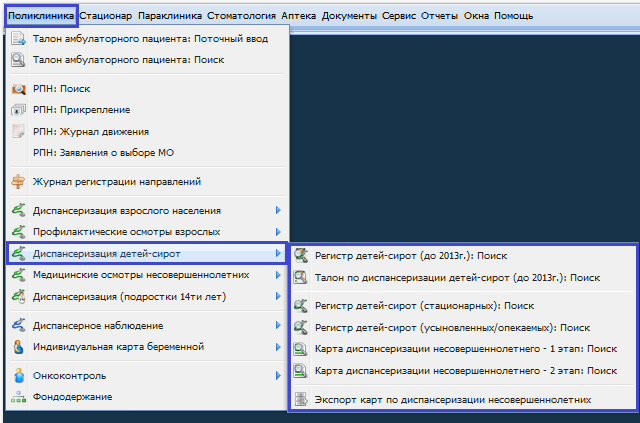 Поликлиника Стационар Параклиника Стоматология Аптека Документы Сервис Отчеты Окна Помощь
Талон амбулаторного пациента: Поточный ввод
Талон амбулаторного пациента: Поиск
РПН: Поиск
РПН: Прикрепление
РПН: Журнал движения
РПН: Заявления о выборе МО
Журнал регистрации направлений
Диспансеризация взрослого населения
Профилактические осмотры взрослых
Диспансеризация детей-сирот
Медицинские осмотры несовершеннолетних
Диспансеризация (подростки 14ти лет)
Диспансерное наблюдение
Индивидуальная карта беременной
Онкоконтроль
Фондодержание
Регистр детей-сирот (до 2013г.): Поиск
Талон по диспансеризации детей-сирот (до 2013г.): Поиск
Регистр детей-сирот (стационарных): Поиск
Регистр детей-сирот (усыновленных/опекаемых): Поиск
Карта диспансеризации несовершеннолетнего - 1 этап: Поиск
Карта диспансеризации несовершеннолетнего - 2 этап: Поиск
Экспорт карт по диспансеризации несовершеннолетних